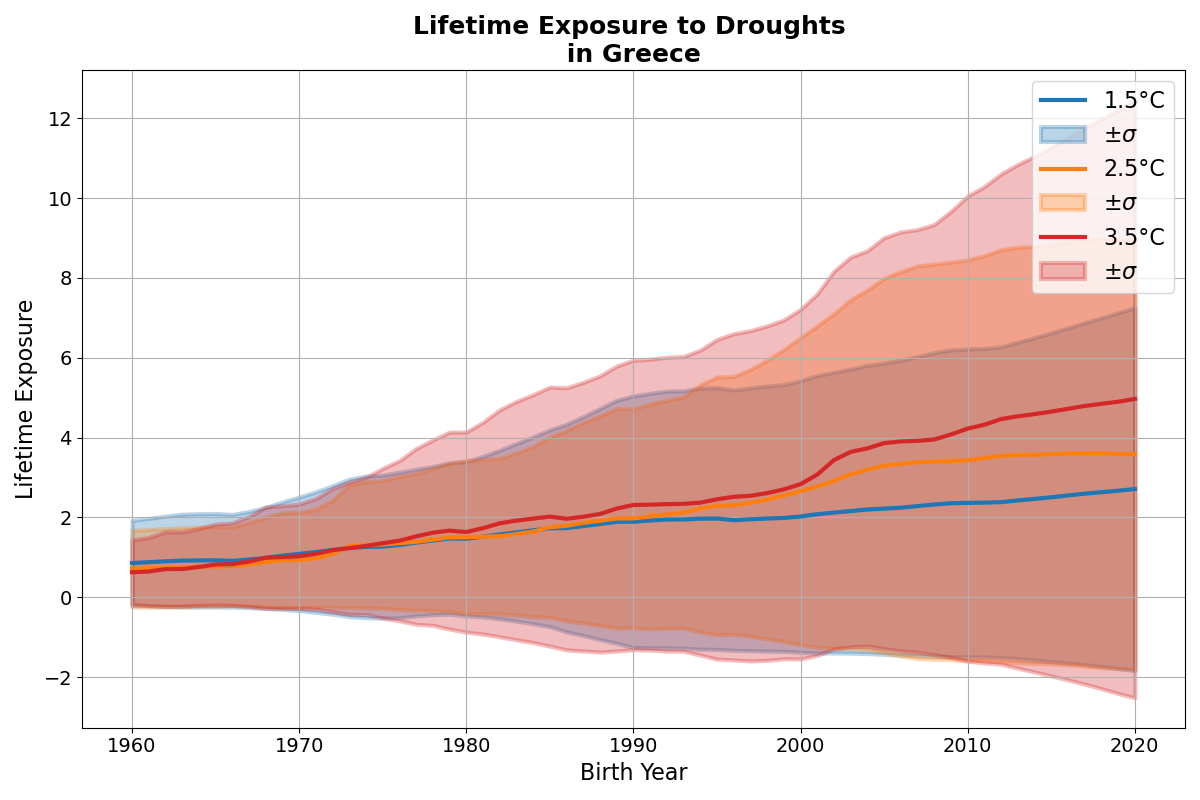 Lifetime Exposure to Droughts
in Greece
Lifetime Exposure
12
10
8
6
4
2
0
−2
1960
1970
1980
1990
2000
2010
2020
Birth Year
1.5°C
±σ
2.5°C
±σ
3.5°C
±σ